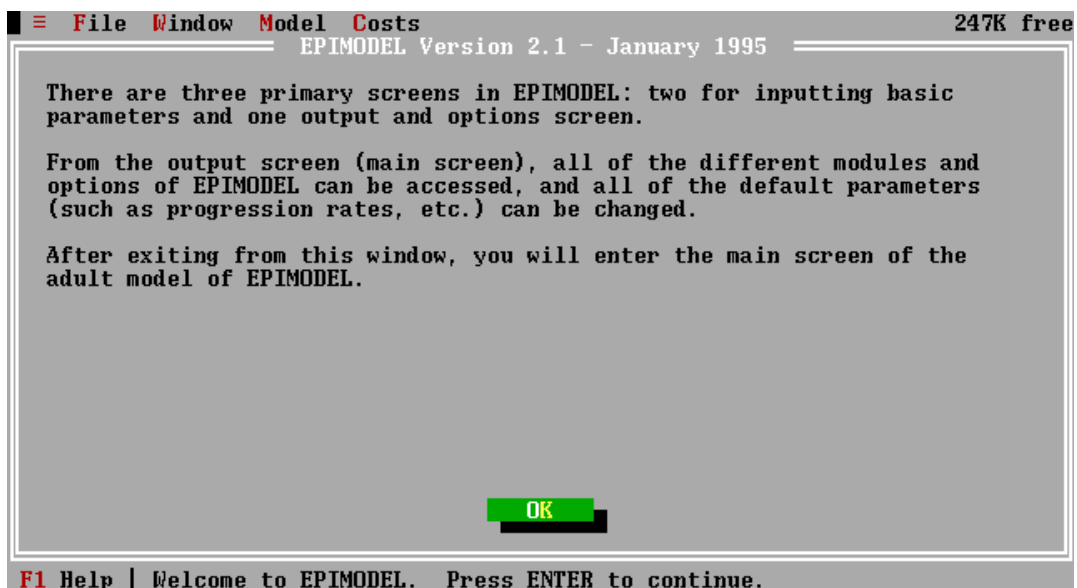 ≡ File Window Model Costs 247K free
EPIMODEL Version 2.1 - January 1995
There are three primary screens in EPIMODEL: two for inputting basic
parameters and one output and options screen.
From the output screen (main screen), all of the different modules and
options of EPIMODEL can be accessed, and all of the default parameters
(such as progression rates, etc.) can be changed.
After exiting from this window, you will enter the main screen of the
adult model of EPIMODEL.
OK
F1 Help | Welcome to EPIMODEL. Press ENTER to continue.